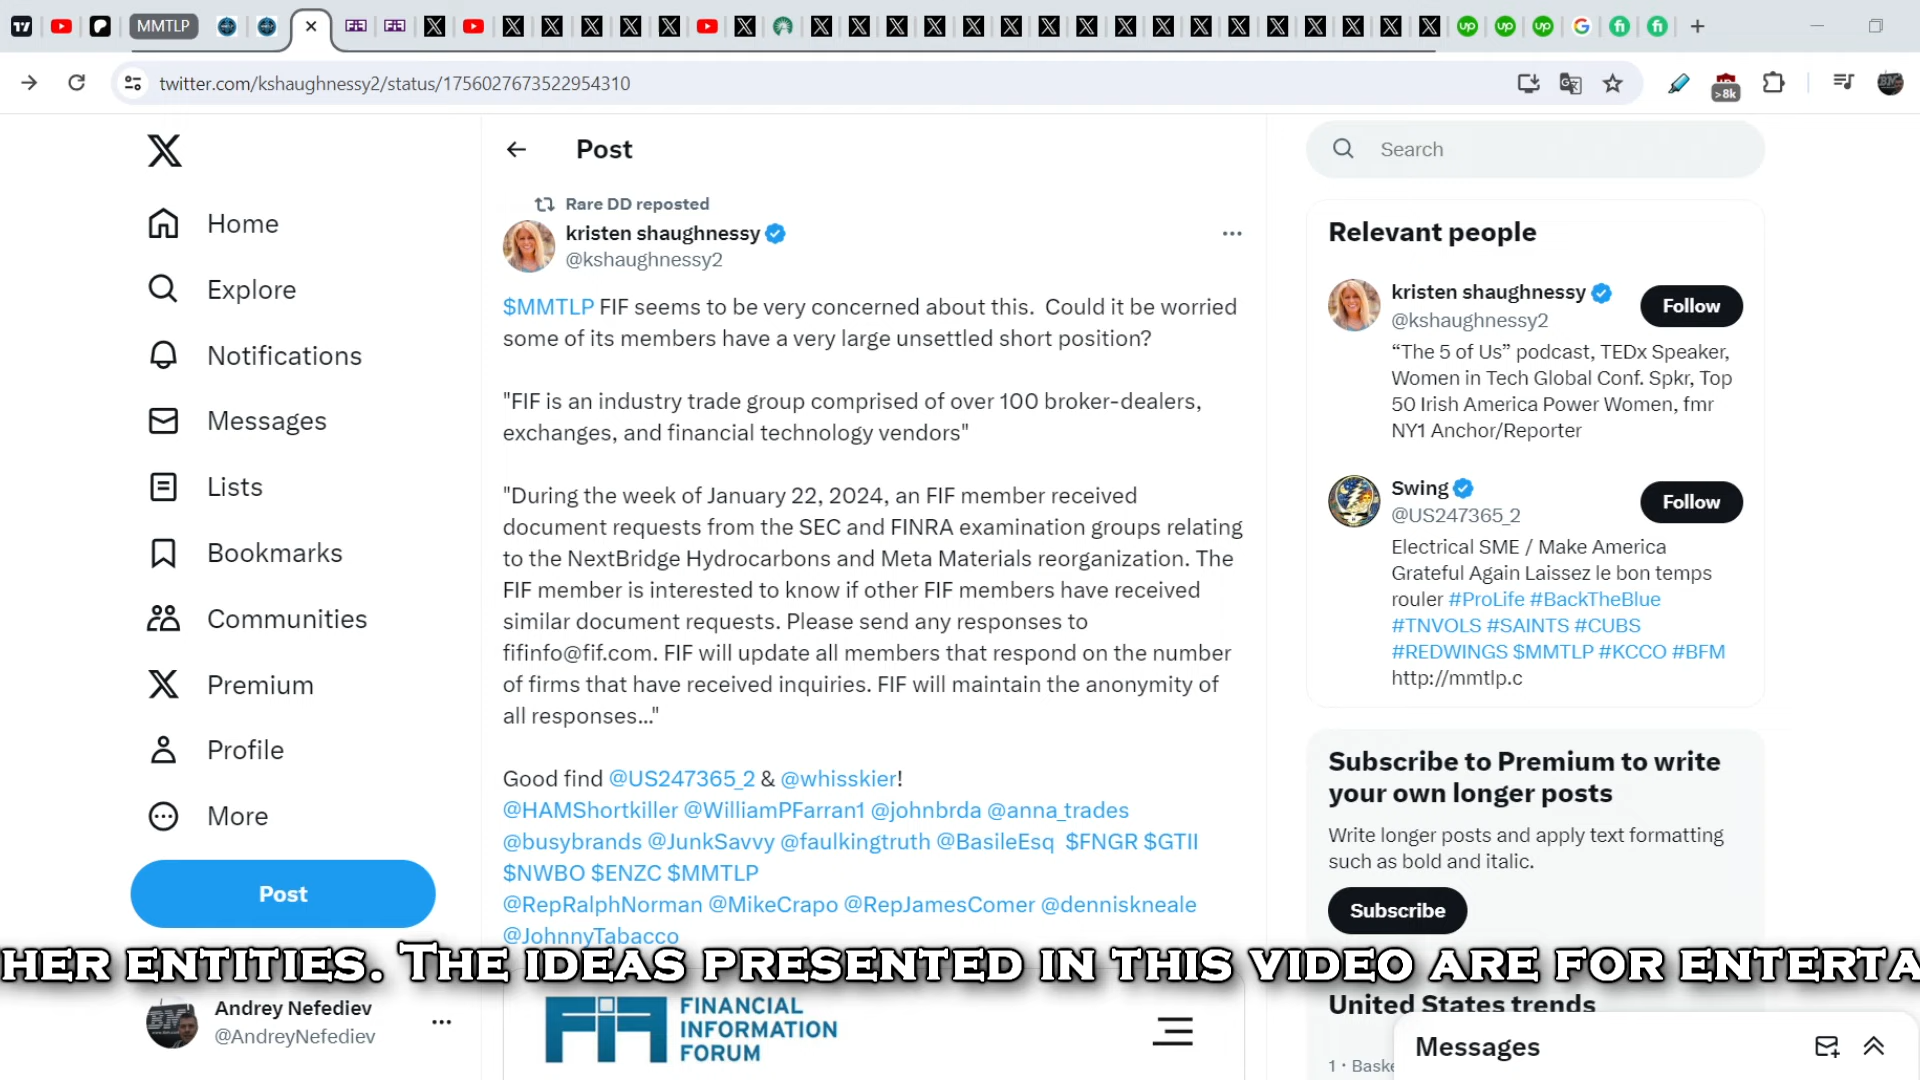 MMTLP
twitter.com/kshaughnessy2/status/1756027673522954310
>8k
Home
Explore
Notifications
Messages
Lists
Bookmarks
Communities
Premium
Profile
More
Post
Andrey Nefediev
@AndreyNefediev
Post
Rare DD reposted
kristen shaughnessy
@kshaughnessy2
$MMTLP FIF seems to be very concerned about this.  Could it be worried
some of its members have a very large unsettled short position?
"FIF is an industry trade group comprised of over 100 broker-dealers,
exchanges, and financial technology vendors"
"During the week of January 22, 2024, an FIF member received
document requests from the SEC and FINRA examination groups relating
to the NextBridge Hydrocarbons and Meta Materials reorganization. The
FIF member is interested to know if other FIF members have received
similar document requests. Please send any responses to
fifinfo@fif.com. FIF will update all members that respond on the number
of firms that have received inquiries. FIF will maintain the anonymity of
all responses..."
Good find @US247365_2 & @whisskier!
@HAMShortkiller @WilliamPFarran1 @johnbrda @anna_trades
@busybrands @JunkSavvy @faulkingtruth @BasileEsq  $FNGR $GTII
$NWBO $ENZC $MMTLP
@RepRalphNorman @MikeCrapo @RepJamesComer @denniskneale
@JohnnyTabacco
HER ENTITIES. THE IDEAS PRESENTED IN THIS VIDEO ARE FOR ENTERTA
FINANCIAL
INFORMATION
FORUM
Search
Relevant people
kristen shaughnessy
@kshaughnessy2
Follow
“The 5 of Us” podcast, TEDx Speaker,
Women in Tech Global Conf. Spkr, Top
50 Irish America Power Women, fmr
NY1 Anchor/Reporter
Swing
@US247365_2
Follow
Electrical SME / Make America
Grateful Again Laissez le bon temps
rouler #ProLife #BackTheBlue
#TNVOLS #SAINTS #CUBS
#REDWINGS $MMTLP #KCCO #BFM
http://mmtlp.c
Subscribe to Premium to write
your own longer posts
Write longer posts and apply text formatting
such as bold and italic.
Subscribe
United States trends
1 · Baske
Messages